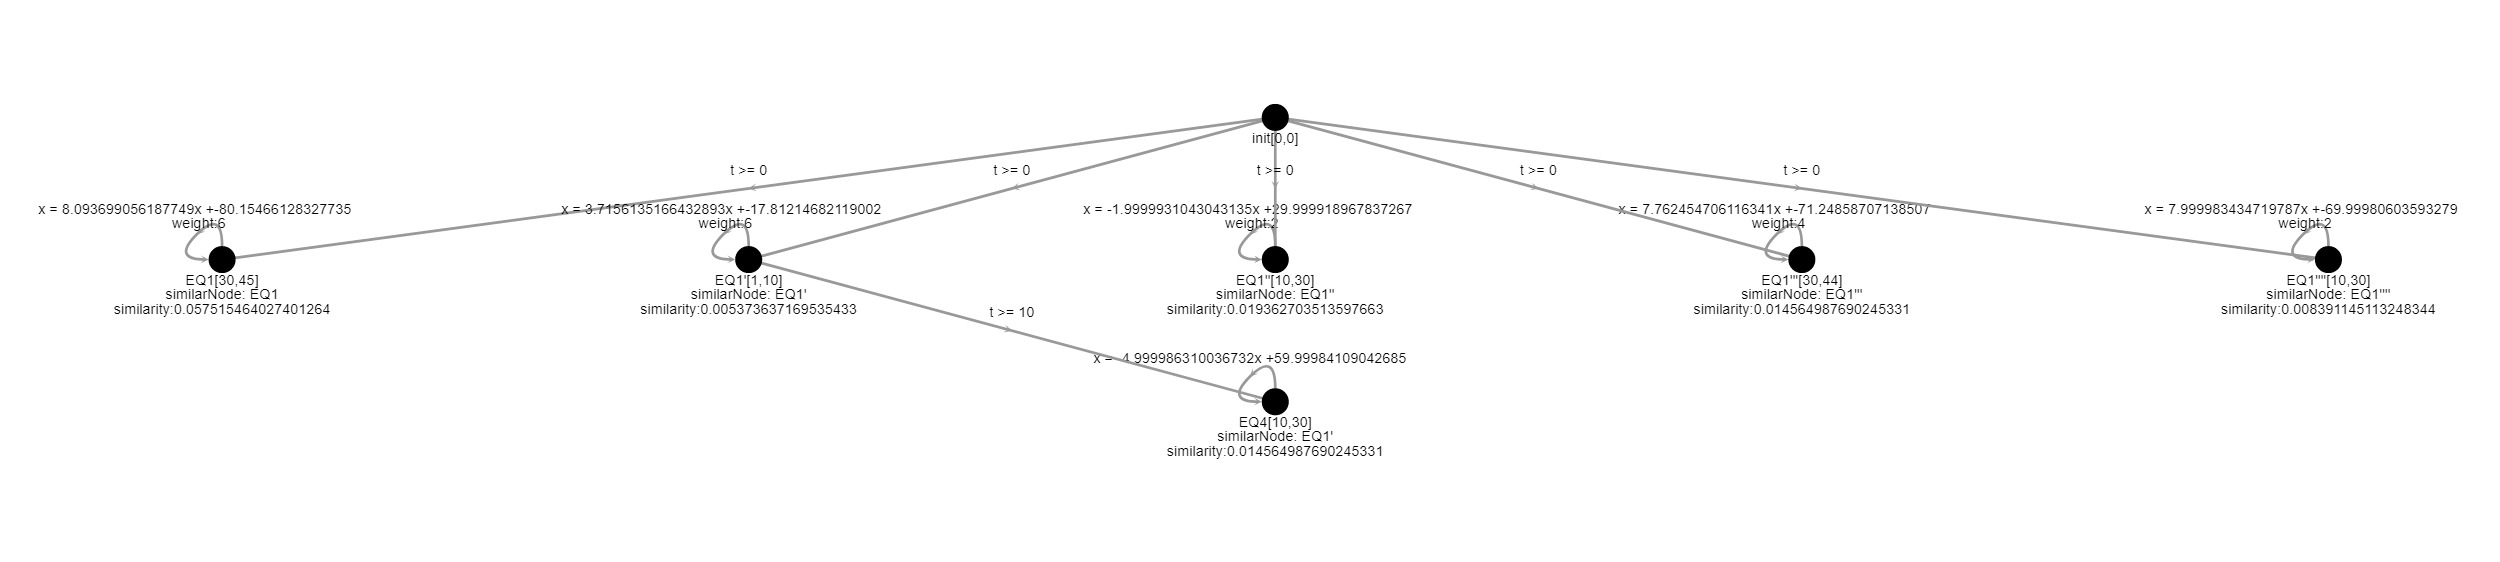 init[0,0]
t >= 0
t >= 0
t >= 0
t >= 0
t >= 0
x = 8.093699056187749x +-80.15466128327735
weight:6
x = 3.7156135166432893x +-17.81214682119002
weight:6
x = -1.9999931043043135x +29.999918967837267
weight:2
x = 7.762454706116341x +-71.24858707138507
weight:4
x = 7.999983434719787x +-69.99980603593279
weight:2
EQ1[30,45]
similarNode: EQ1
similarity:0.057515464027401264
EQ1'[1,10]
similarNode: EQ1'
similarity:0.005373637169535433
EQ1''[10,30]
similarNode: EQ1''
similarity:0.019362703513597663
EQ1'''[30,44]
similarNode: EQ1'''
similarity:0.014564987690245331
EQ1''''[10,30]
similarNode: EQ1''''
similarity:0.008391145113248344
t >= 10
x = -4.999986310036732x +59.99984109042685
EQ4[10,30]
similarNode: EQ1'
similarity:0.014564987690245331